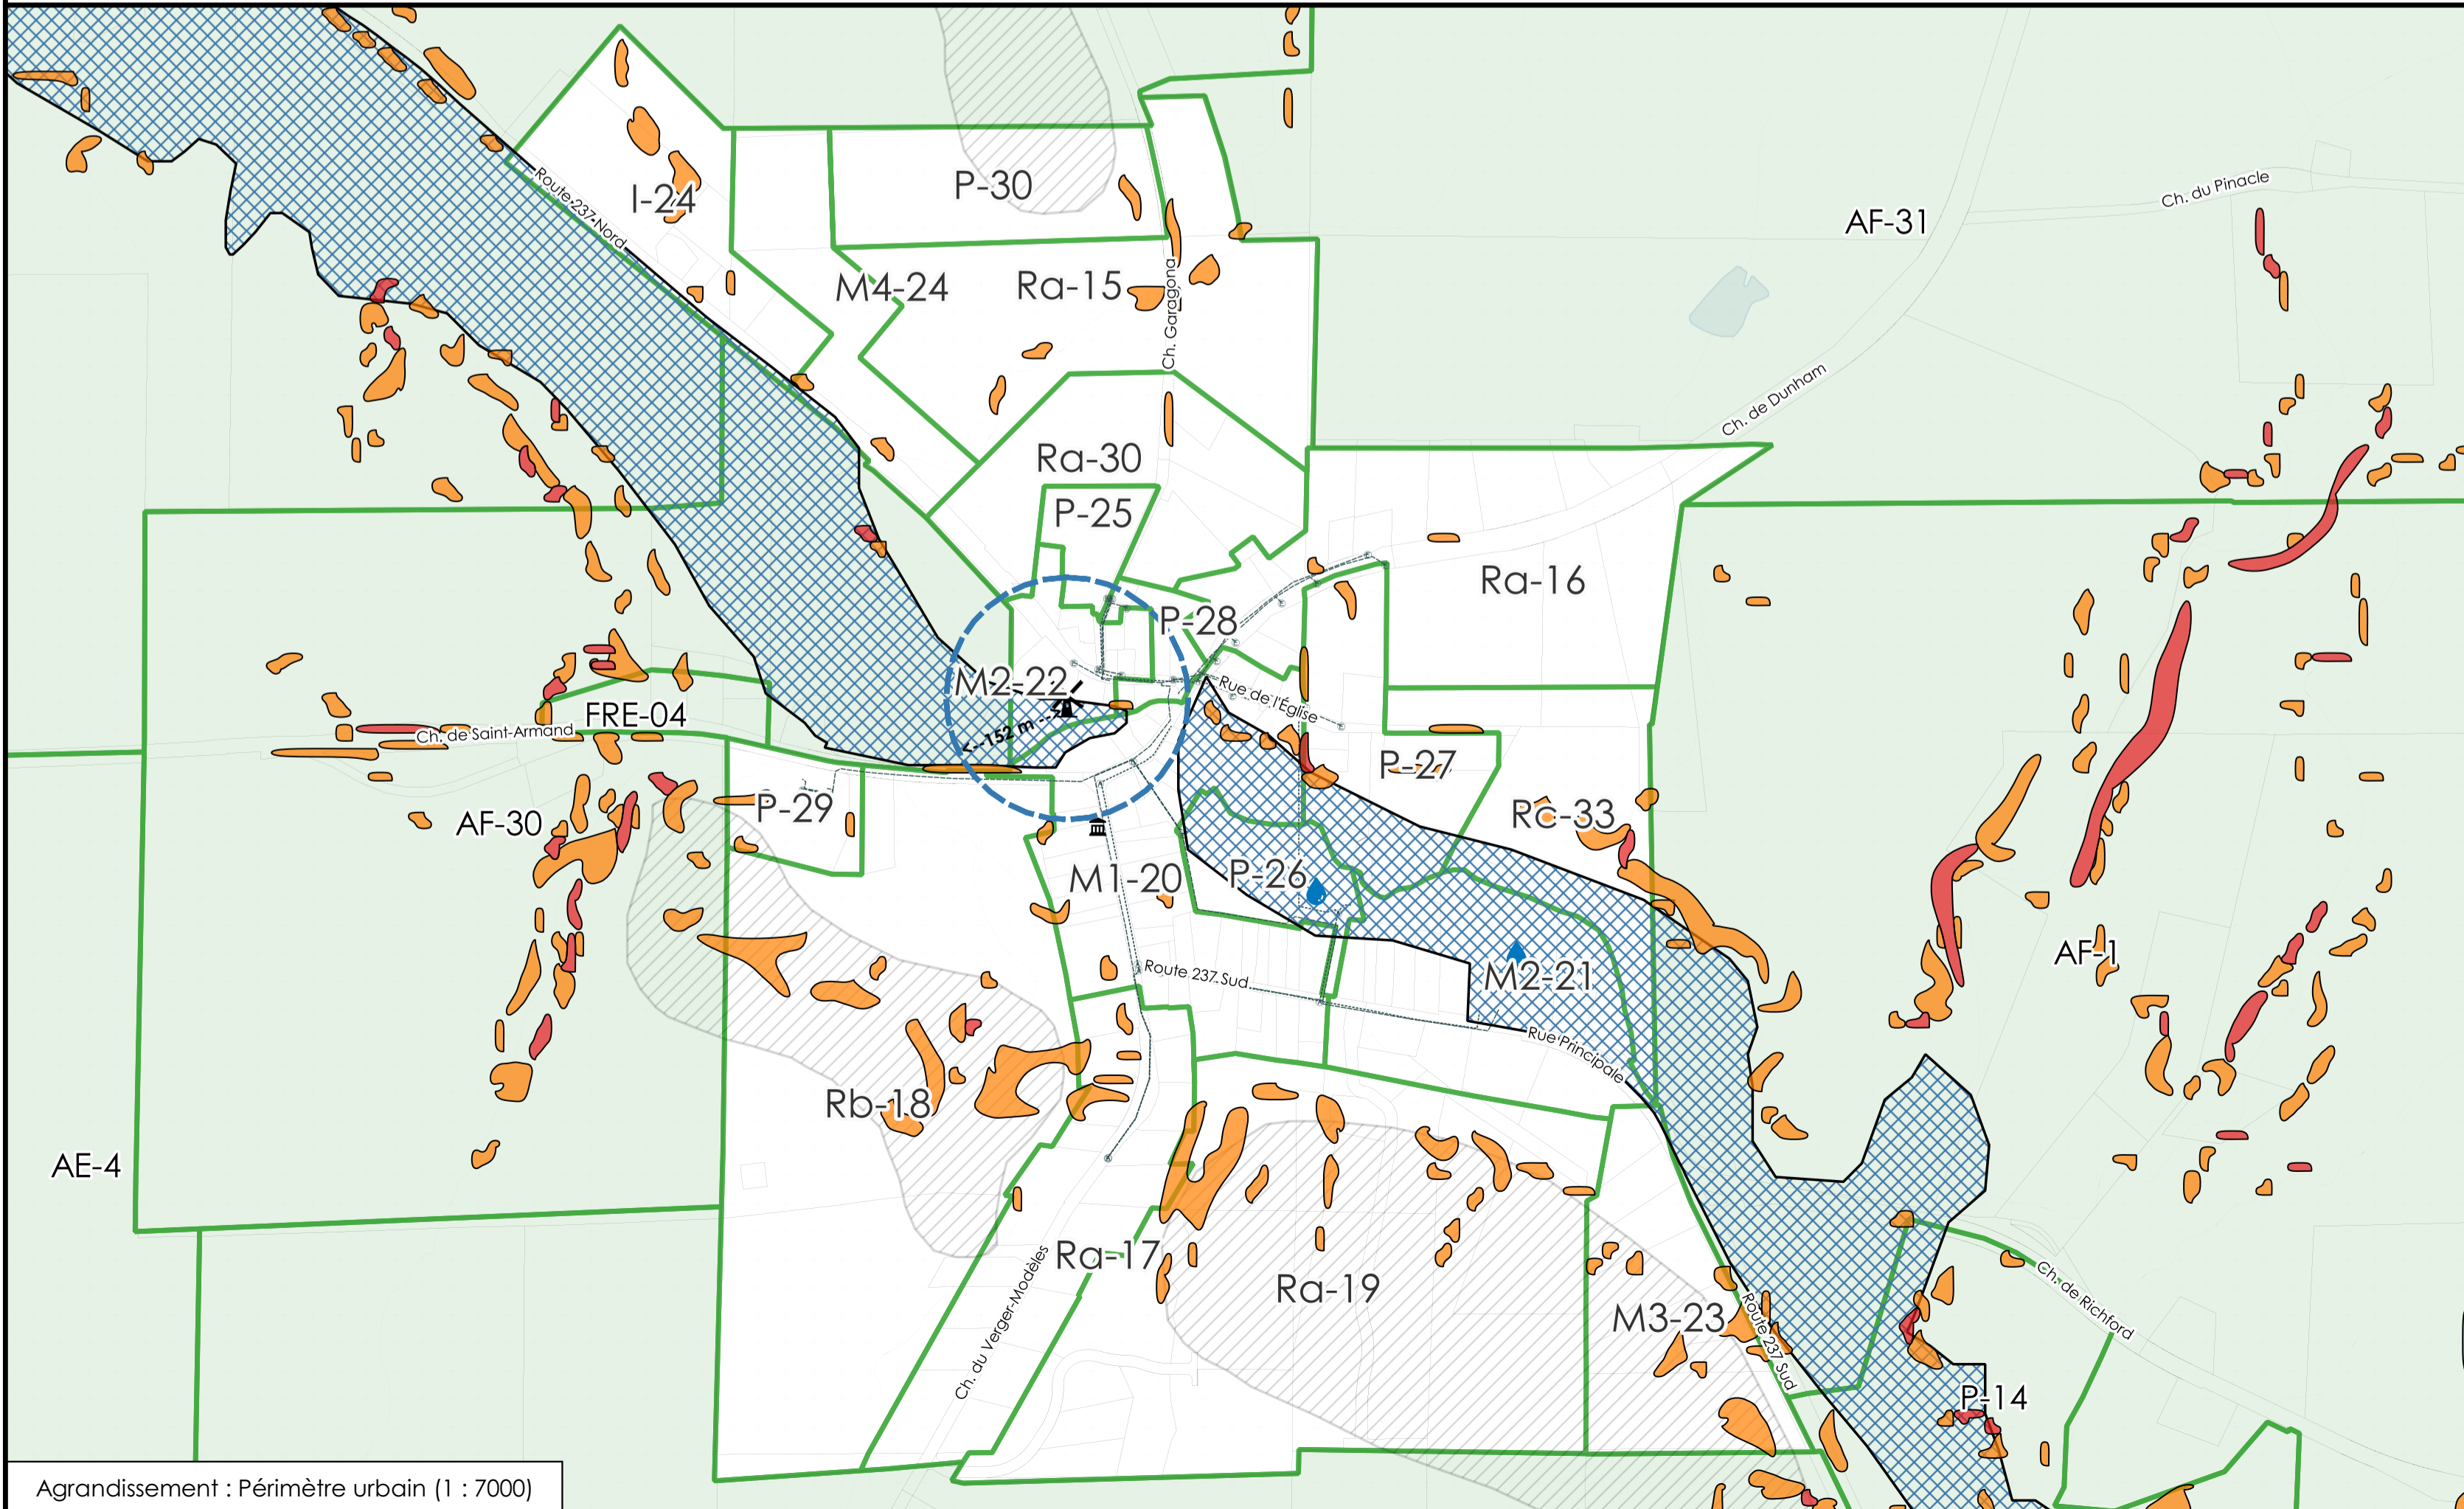 P-30
I-24
Route 237 Nord
AF-31
Ch. du Pinacle
M4-24
Ra-15
Ch. Garagona
Ch. de Dunham
Ra-30
P-25
Ra-16
P-28
M2-22
Rue de l'Église
FRE-04
Ch. de Saint-Armand
<--152 m-->
P-27
P-29
AF-30
Rc-33
M1-20
P-26
AF-1
Route 237 Sud
M2-21
Rue Principale
Rb-18
AE-4
Ra-17
Ra-19
Ch. de Richford
M3-23
Route 237 Sud
Ch. du Verger-Modèles
P-14
Agrandissement : Périmètre urbain (1 : 7000)